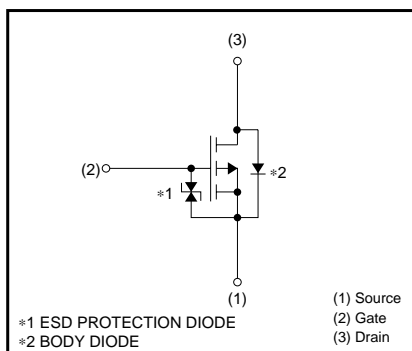 (3)
(2)
∗1
∗2
(1)
∗1 ESD PROTECTION DIODE
∗2 BODY DIODE
(1) Source
(2) Gate
(3) Drain